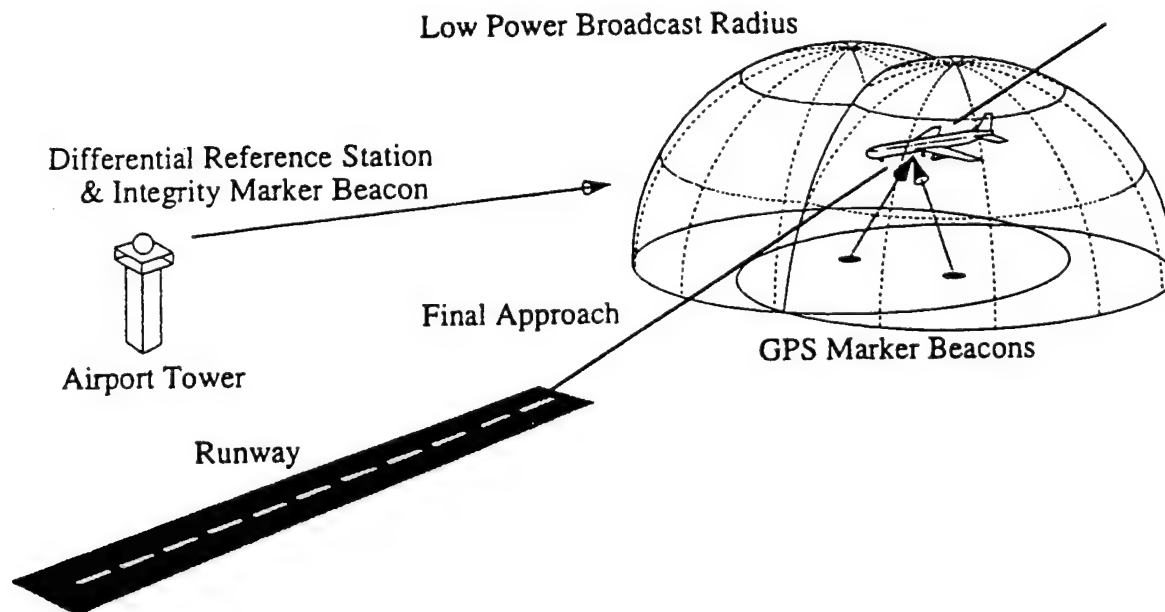 Low Power Broadcast Radius
Differential Reference Station
& Integrity Marker Beacon
Final Approach
GPS Marker Beacons
Airport Tower
Runway